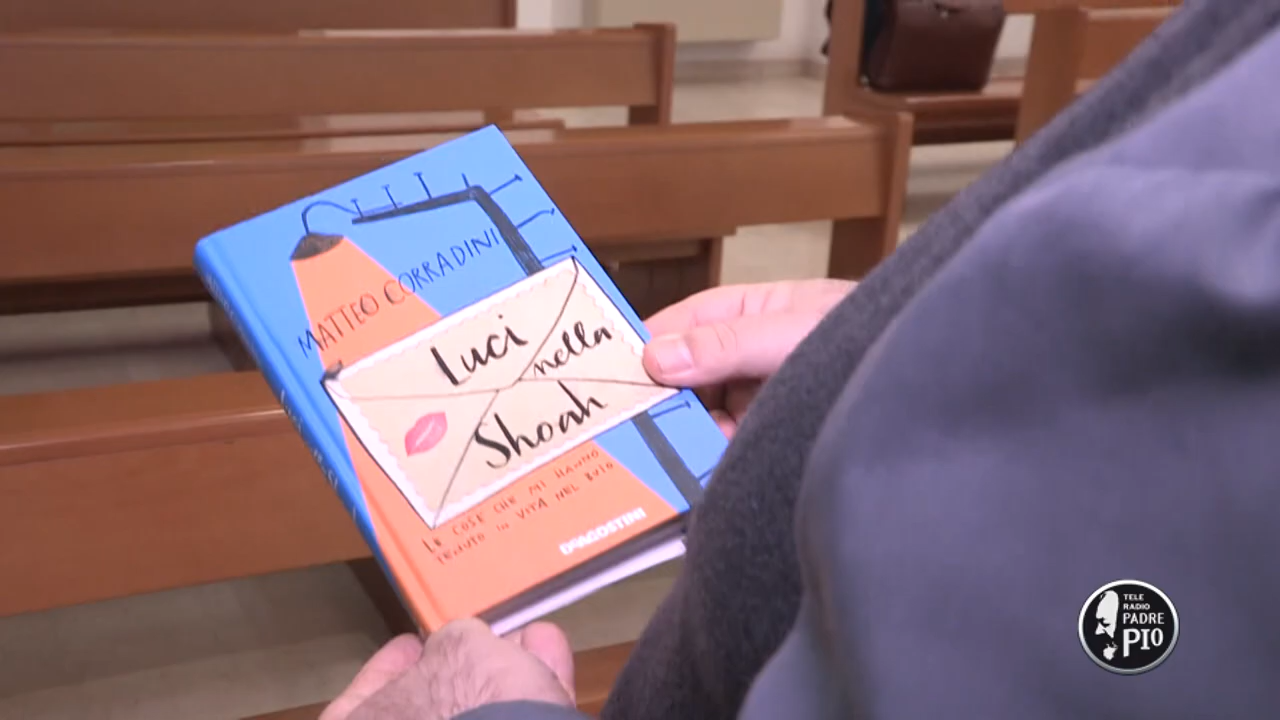 MATTEO CORRADINI
Luci
nella
Shoah
LE COSE CHE MI HANNO
TENUTO IN VITA NEL BUIO
DeAGOSTINI
TELE
RADIO
PADRE
PIO